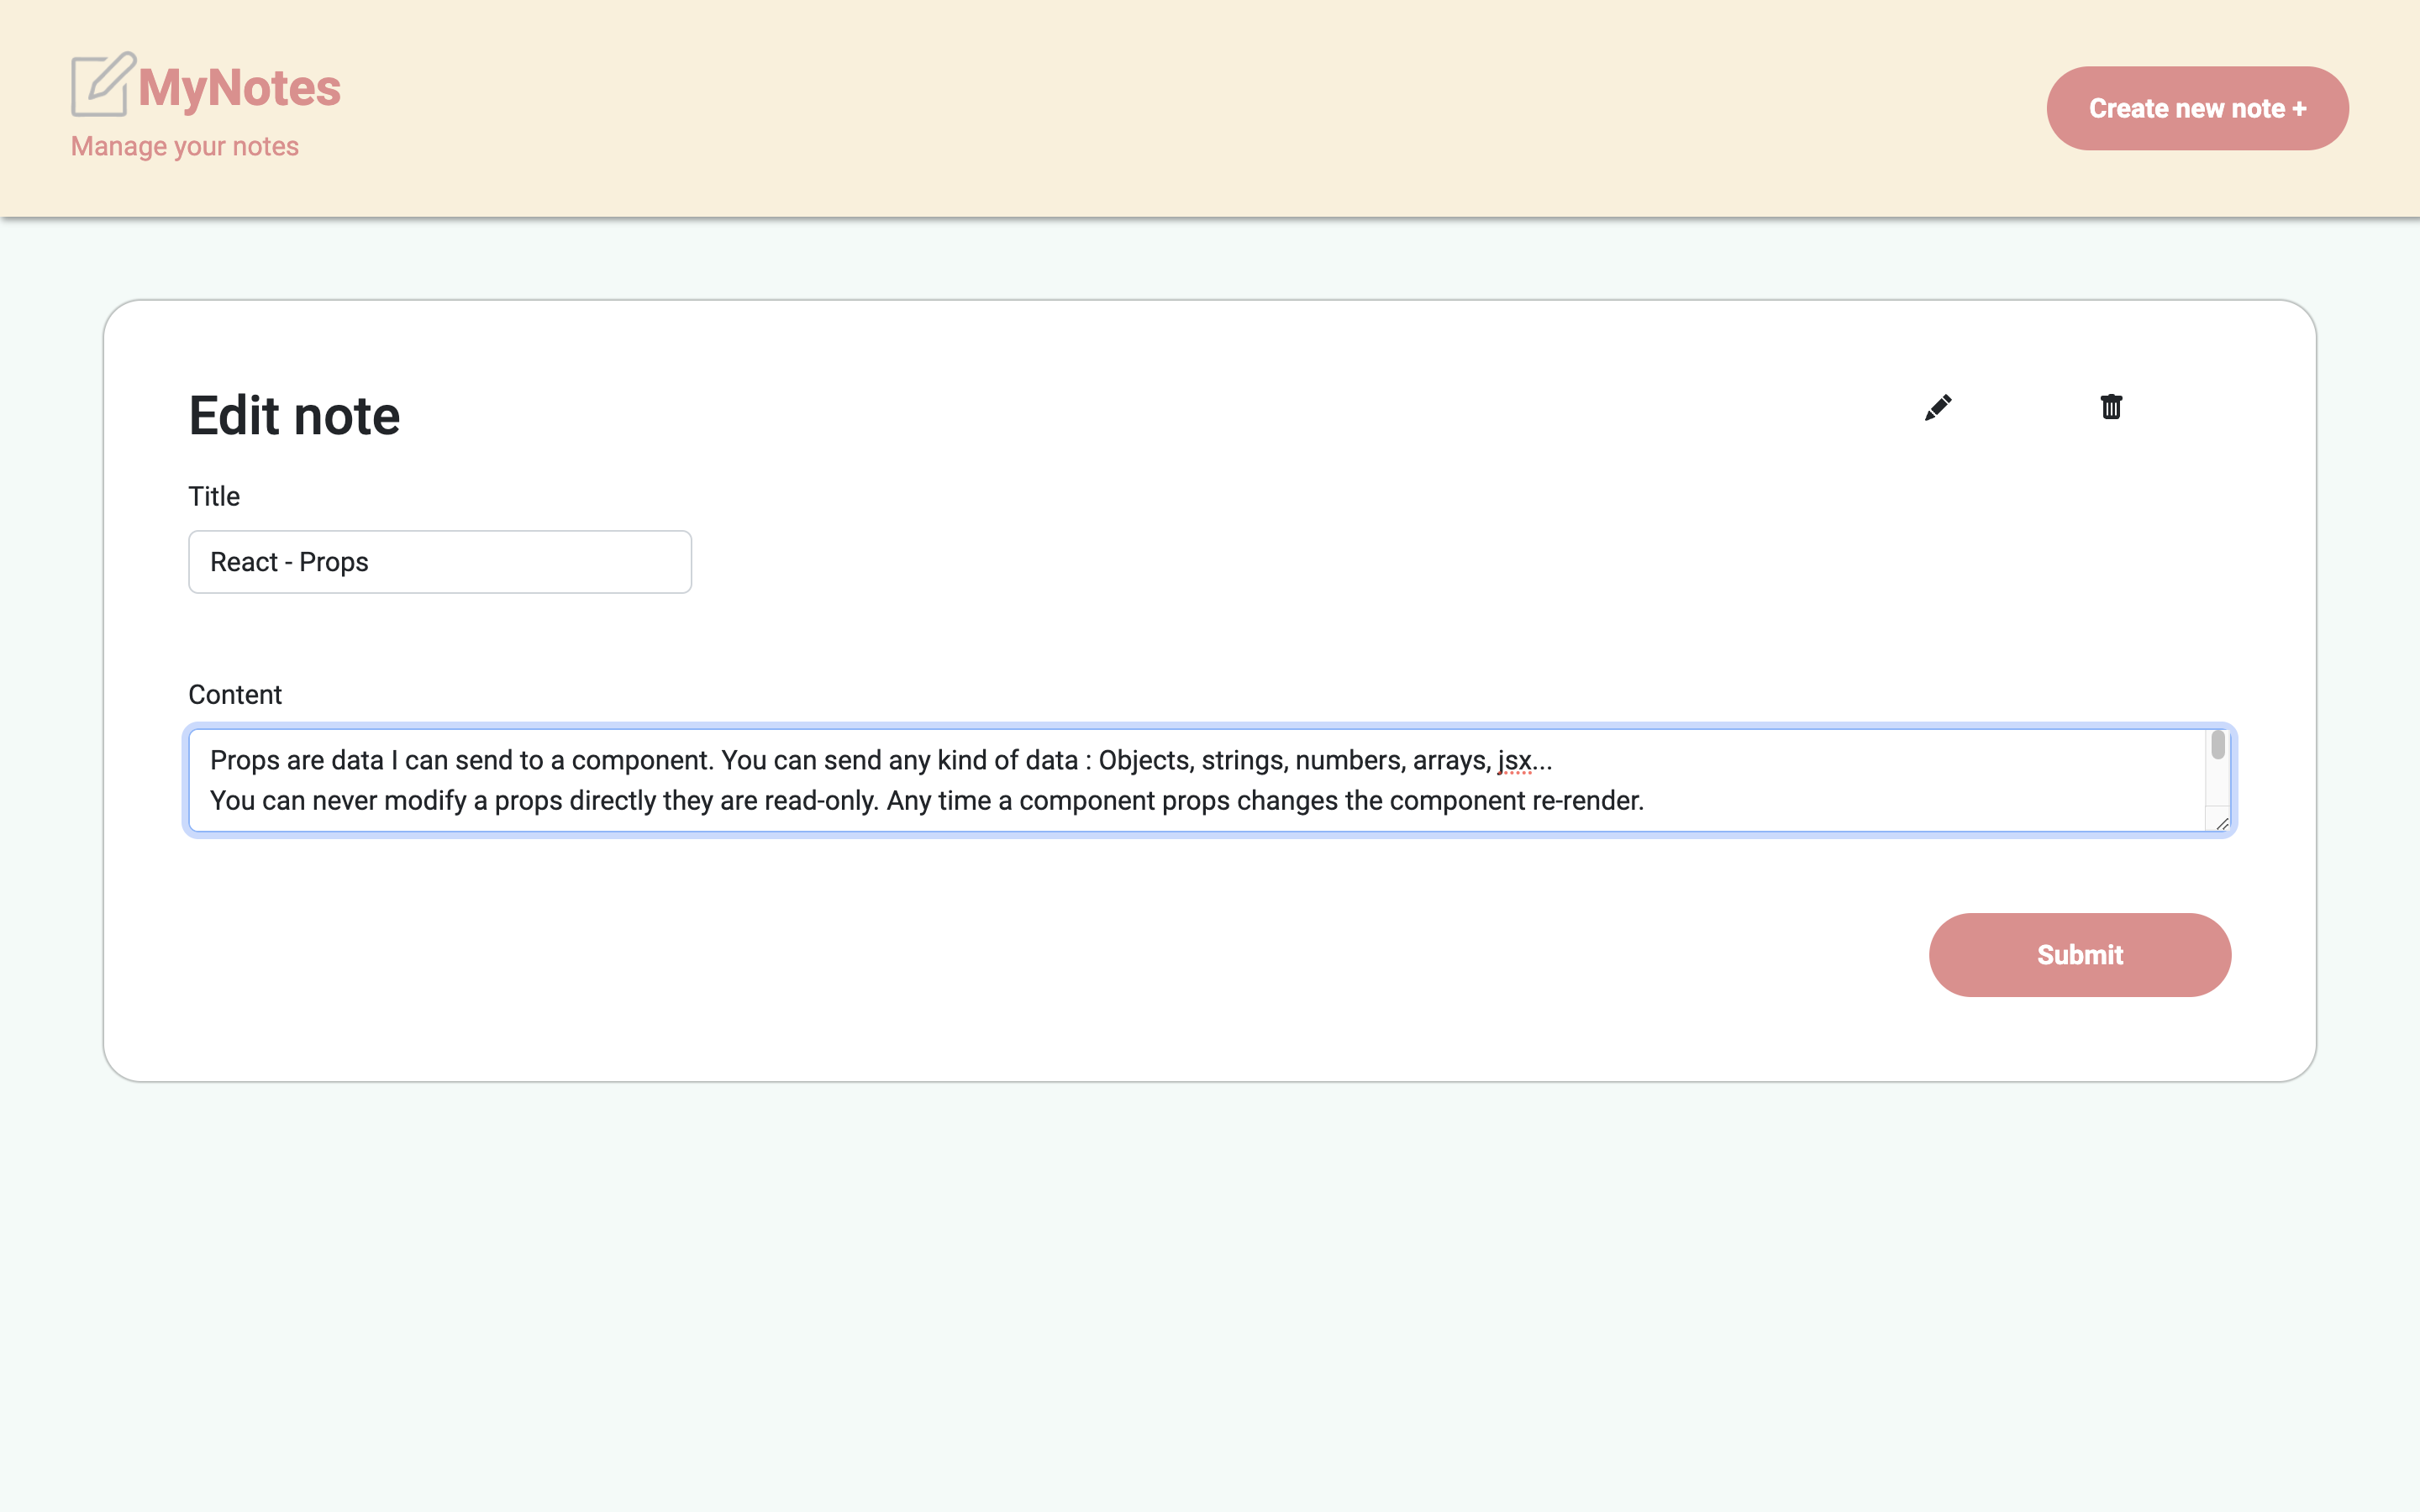 MyNotes
Manage your notes
Create new note +
Edit note
Title
React - Props
Content
Props are data I can send to a component. You can send any kind of data : Objects, strings, numbers, arrays, jsx...
You can never modify a props directly they are read-only. Any time a component props changes the component re-render.
Submit